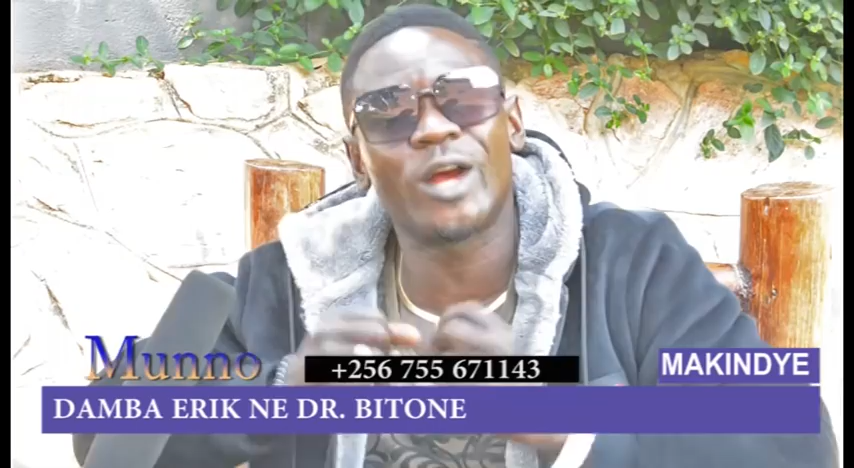 Munno
+256 755 671143
MAKINDYE
DAMBA ERIK NE DR. BITONE